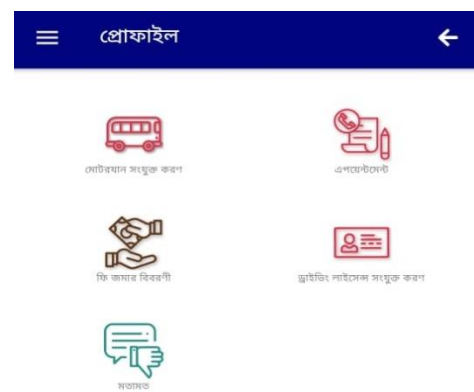 প্রোফাইল
মোটরযান সংযুক্ত করণ
এপয়েন্টমেন্ট
ফি জমার বিবরণী
ড্রাইভিং লাইসেন্স সংযুক্ত করণ
মতামত